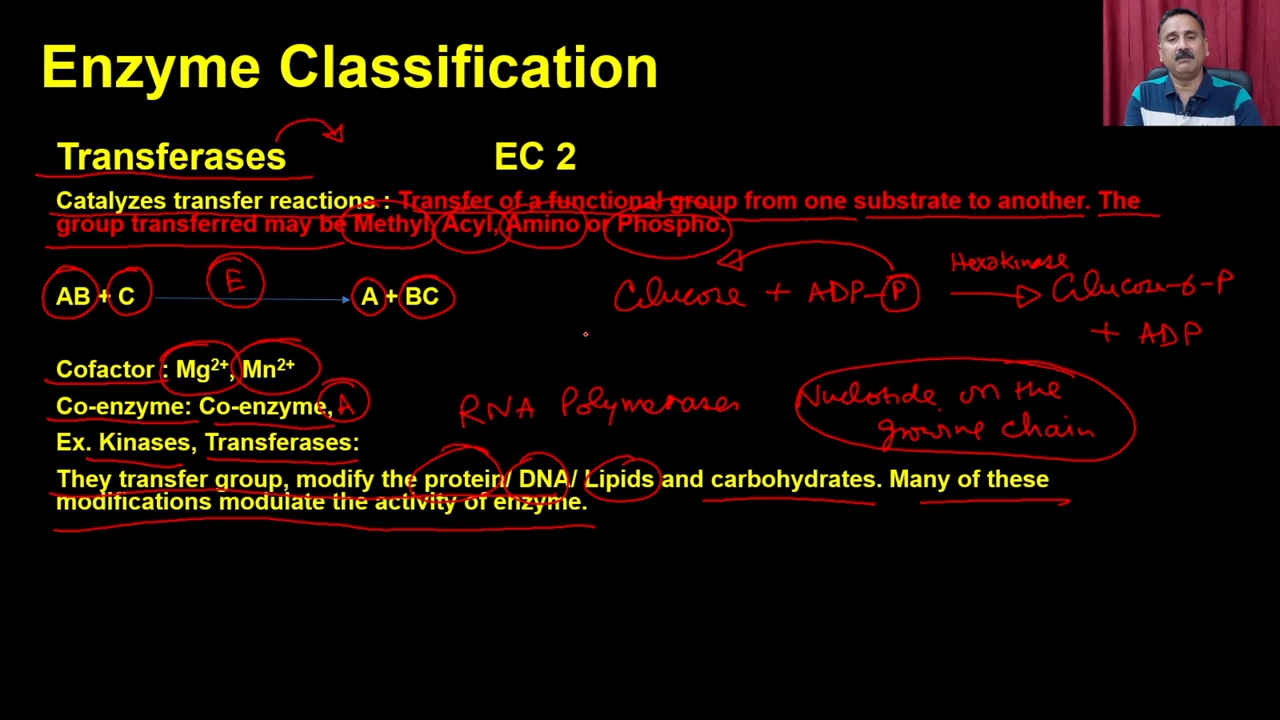 Enzyme Classification
Transferases EC 2
Catalyzes transfer reactions : Transfer of a functional group from one substrate to another. The
group transferred may be Methyl, Acyl, Amino or Phospho.
Hexokinase
AB + C E A + BC Glucose + ADP-P Glucose-6-P
+ ADP
Cofactor : Mg²⁺, Mn²⁺
Co-enzyme: Co-enzyme, A
RNA Polymerases
Nucleotide on the
growing chain
Ex. Kinases, Transferases:
They transfer group, modify the protein/ DNA/ Lipids and carbohydrates. Many of these
modifications modulate the activity of enzyme.